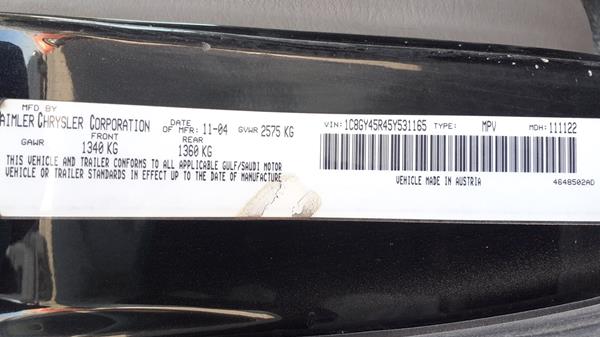 MFD BY
AIMLER CHRYSLER CORPORATION DATE OF MFR: 11-04 GVWR 2575 KG
GAWR FRONT 1340 KG REAR 1360 KG
THIS VEHICLE AND TRAILER CONFORMS TO ALL APPLICABLE GULF/SAUDI MOTOR
VEHICLE OR TRAILER STANDARDS IN EFFECT UP TO THE DATE OF MANUFACTURE
VIN: 1C8GY45R45Y531165 TYPE: MPV MDH: 111122
VEHICLE MADE IN AUSTRIA 4648502AD